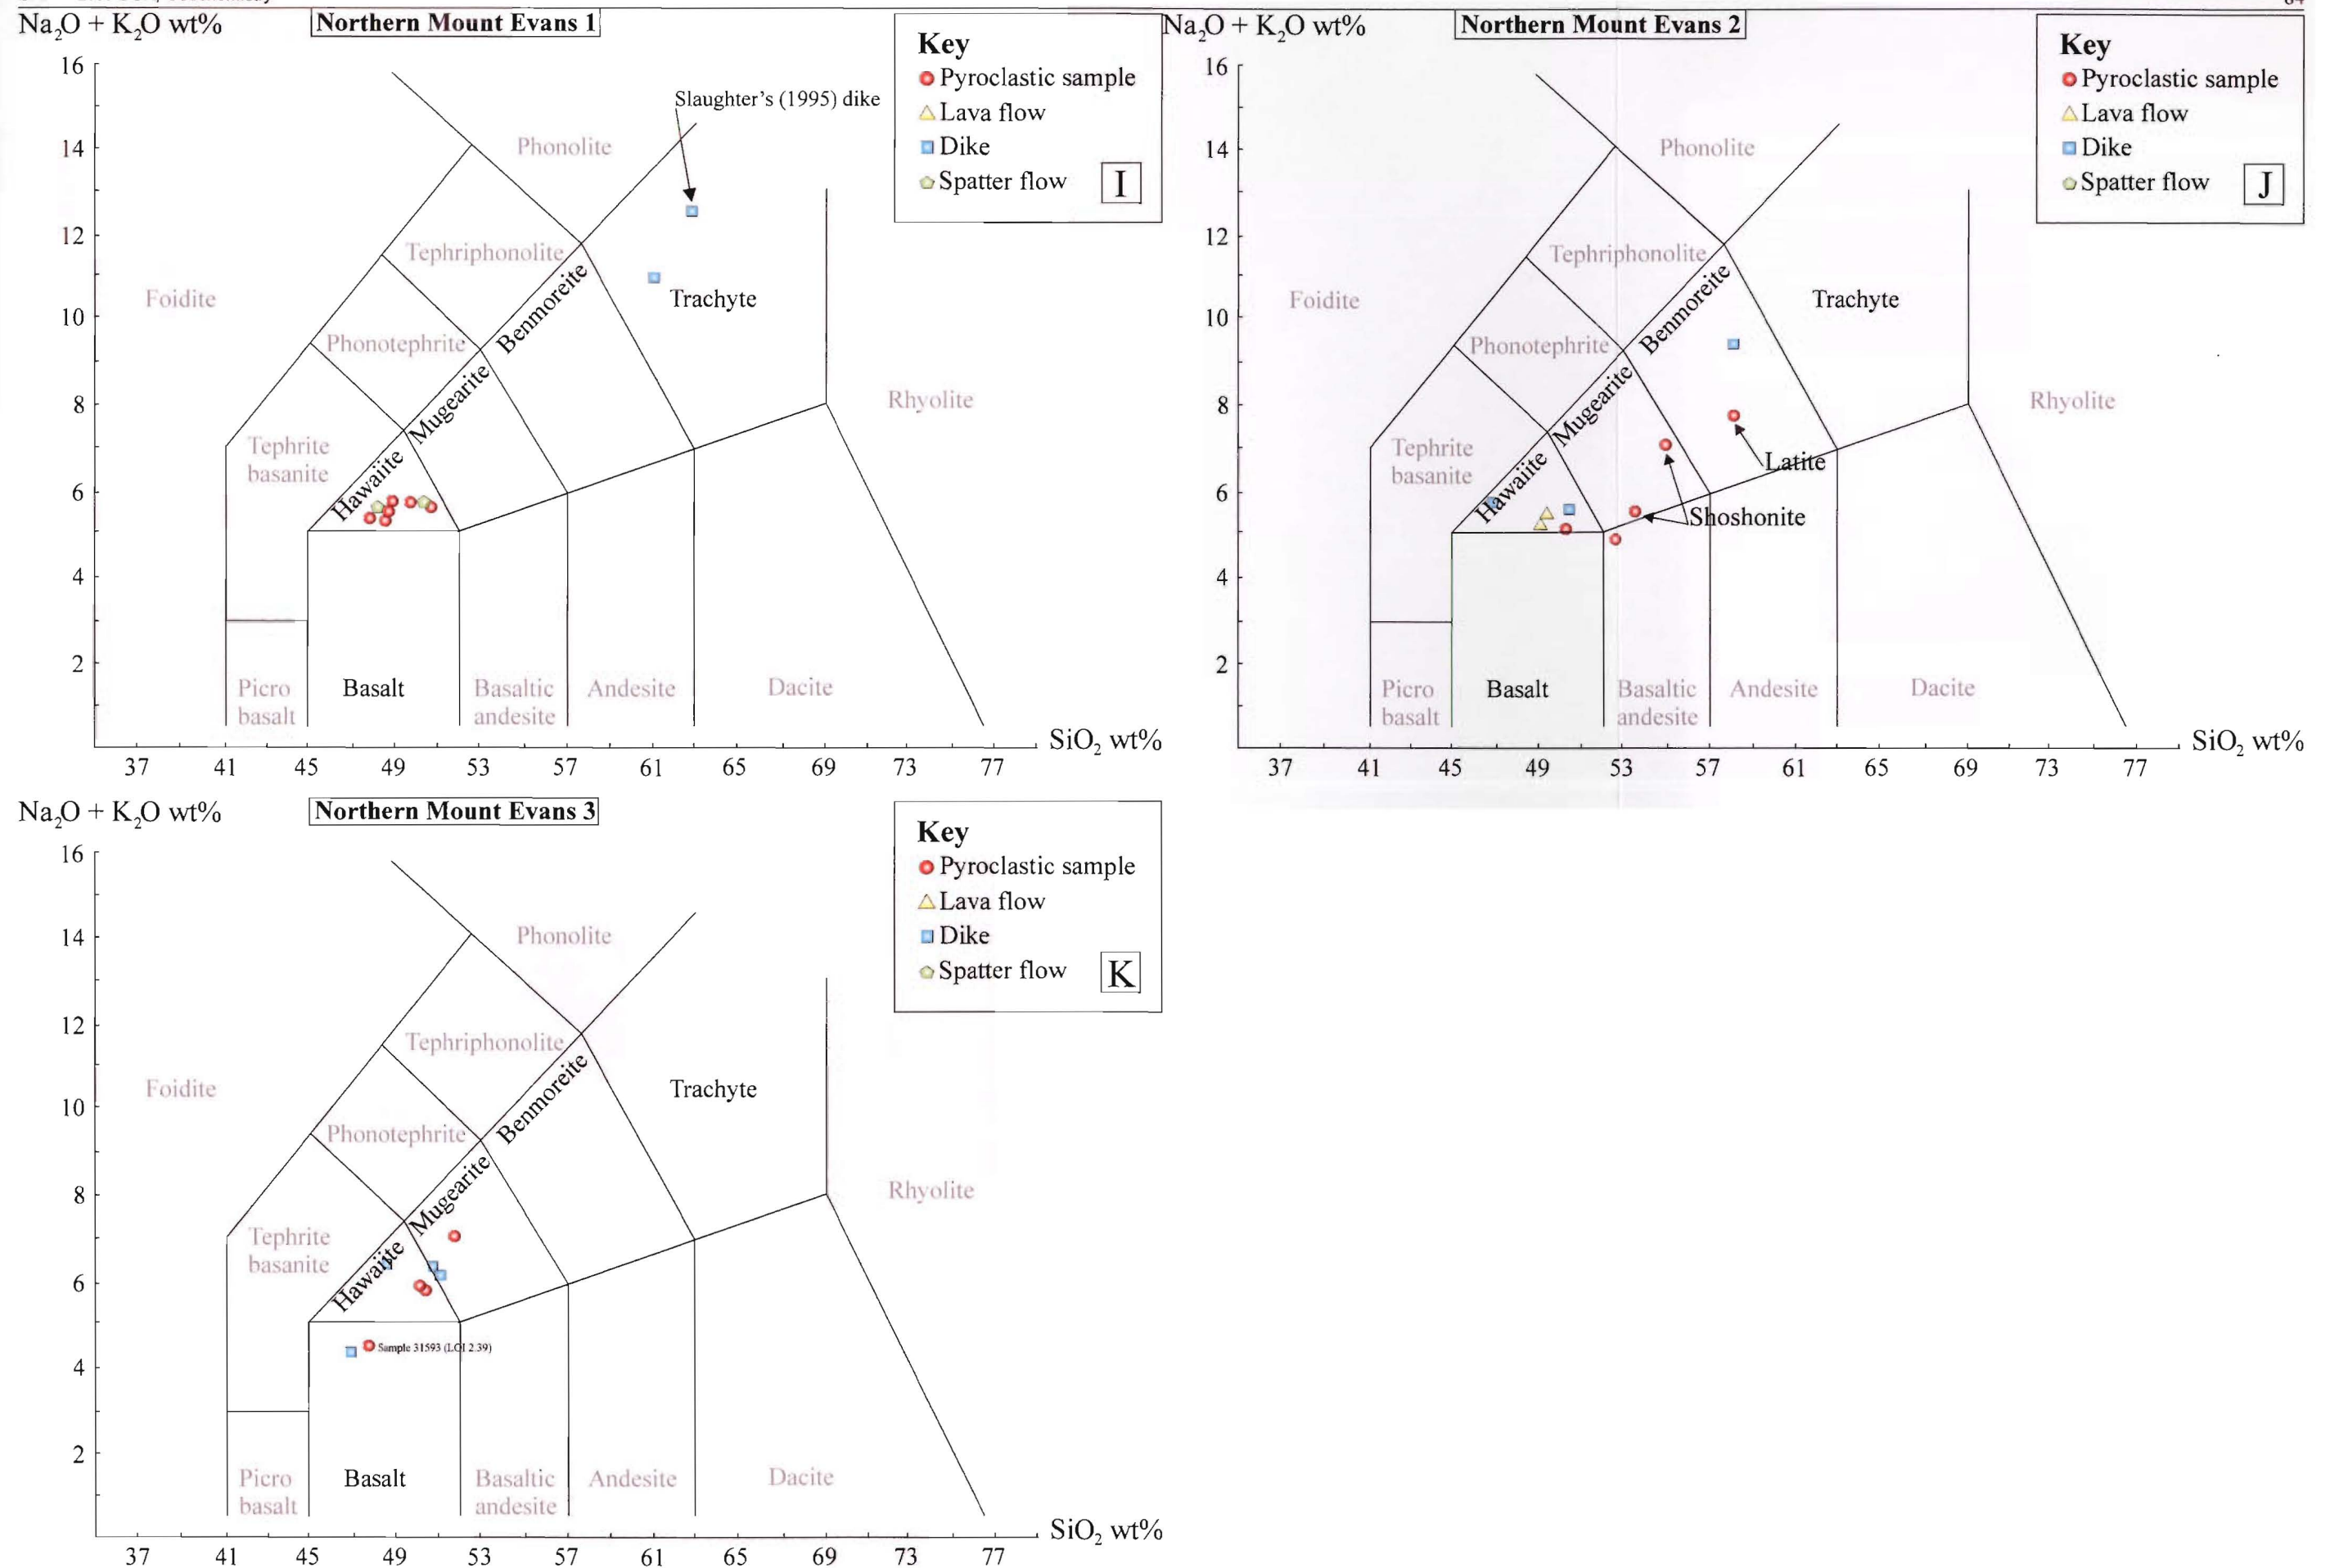 Na₂O + K₂O wt%
Northern Mount Evans 1
Key
Pyroclastic sample
Lava flow
Dike
Spatter flow
I
16
14
12
10
8
6
4
2
Slaughter's (1995) dike
Phonolite
Tephriphonolite
Foidite
Benmoreite
Trachyte
Phonotephrite
Mugearite
Rhyolite
Tephrite
basanite
Hawaiite
Picro
basalt
Basalt
Basaltic
andesite
Andesite
Dacite
SiO₂ wt%
37 41 45 49 53 57 61 65 69 73 77
Na₂O + K₂O wt%
Northern Mount Evans 2
Key
Pyroclastic sample
Lava flow
Dike
Spatter flow
J
16
14
12
10
8
6
4
2
Phonolite
Tephriphonolite
Foidite
Benmoreite
Trachyte
Phonotephrite
Mugearite
Rhyolite
Tephrite
basanite
Hawaiite
Latite
Shoshonite
Picro
basalt
Basalt
Basaltic
andesite
Andesite
Dacite
SiO₂ wt%
37 41 45 49 53 57 61 65 69 73 77
Na₂O + K₂O wt%
Northern Mount Evans 3
Key
Pyroclastic sample
Lava flow
Dike
Spatter flow
K
16
14
12
10
8
6
4
2
Phonolite
Tephriphonolite
Foidite
Benmoreite
Trachyte
Phonotephrite
Mugearite
Rhyolite
Tephrite
basanite
Hawaiite
Sample 31593 (LOI 2.39)
Picro
basalt
Basalt
Basaltic
andesite
Andesite
Dacite
SiO₂ wt%
37 41 45 49 53 57 61 65 69 73 77